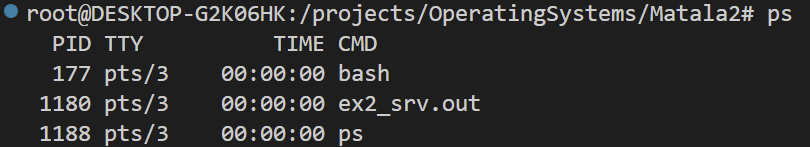 root@DESKTOP-G2K06HK:/projects/OperatingSystems/Matala2# ps
PID TTY TIME CMD
177 pts/3 00:00:00 bash
1180 pts/3 00:00:00 ex2_srv.out
1188 pts/3 00:00:00 ps